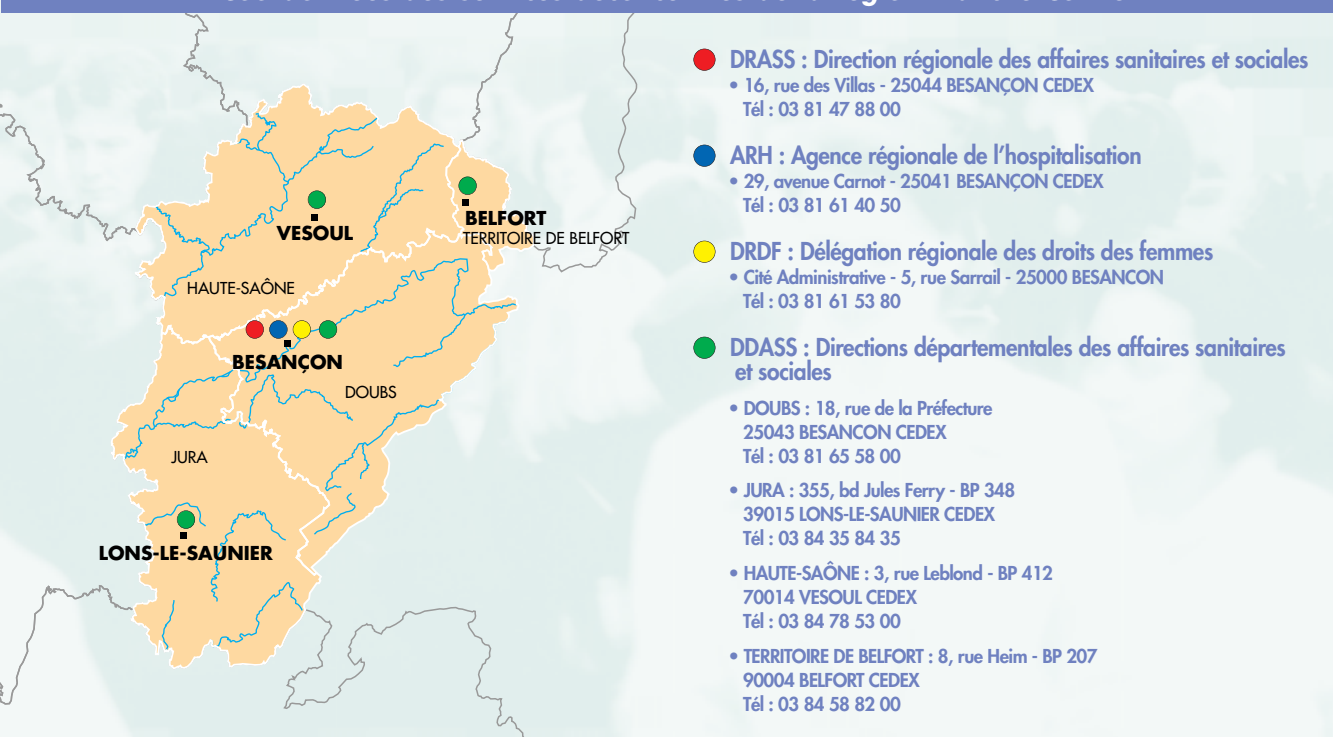 DRASS : Direction régionale des affaires sanitaires et sociales
• 16, rue des Villas - 25044 BESANÇON CEDEX
Tél : 03 81 47 88 00
ARH : Agence régionale de l'hospitalisation
• 29, avenue Carnot - 25041 BESANÇON CEDEX
Tél : 03 81 61 40 50
DRDF : Délégation régionale des droits des femmes
• Cité Administrative - 5, rue Sarrail - 25000 BESANCON
Tél : 03 81 61 53 80
DDASS : Directions départementales des affaires sanitaires
et sociales
• DOUBS : 18, rue de la Préfecture
25043 BESANCON CEDEX
Tél : 03 81 65 58 00
• JURA : 355, bd Jules Ferry - BP 348
39015 LONS-LE-SAUNIER CEDEX
Tél : 03 84 35 84 35
• HAUTE-SAÔNE : 3, rue Leblond - BP 412
70014 VESOUL CEDEX
Tél : 03 84 78 53 00
• TERRITOIRE DE BELFORT : 8, rue Heim - BP 207
90004 BELFORT CEDEX
Tél : 03 84 58 82 00
VESOUL
BELFORT
TERRITOIRE DE BELFORT
HAUTE-SAÔNE
BESANÇON
DOUBS
JURA
LONS-LE-SAUNIER